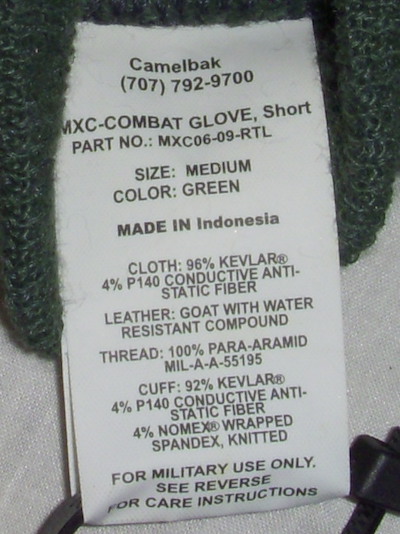 Camelbak
(707) 792-9700
MXC-COMBAT GLOVE, Short
PART NO.: MXC06-09-RTL
SIZE: MEDIUM
COLOR: GREEN
MADE IN Indonesia
CLOTH: 96% KEVLAR®
4% P140 CONDUCTIVE ANTI-
STATIC FIBER
LEATHER: GOAT WITH WATER
RESISTANT COMPOUND
THREAD: 100% PARA-ARAMID
MIL-A-A-55195
CUFF: 92% KEVLAR®
4% P140 CONDUCTIVE ANTI-
STATIC FIBER
4% NOMEX® WRAPPED
SPANDEX, KNITTED
FOR MILITARY USE ONLY.
SEE REVERSE
FOR CARE INSTRUCTIONS